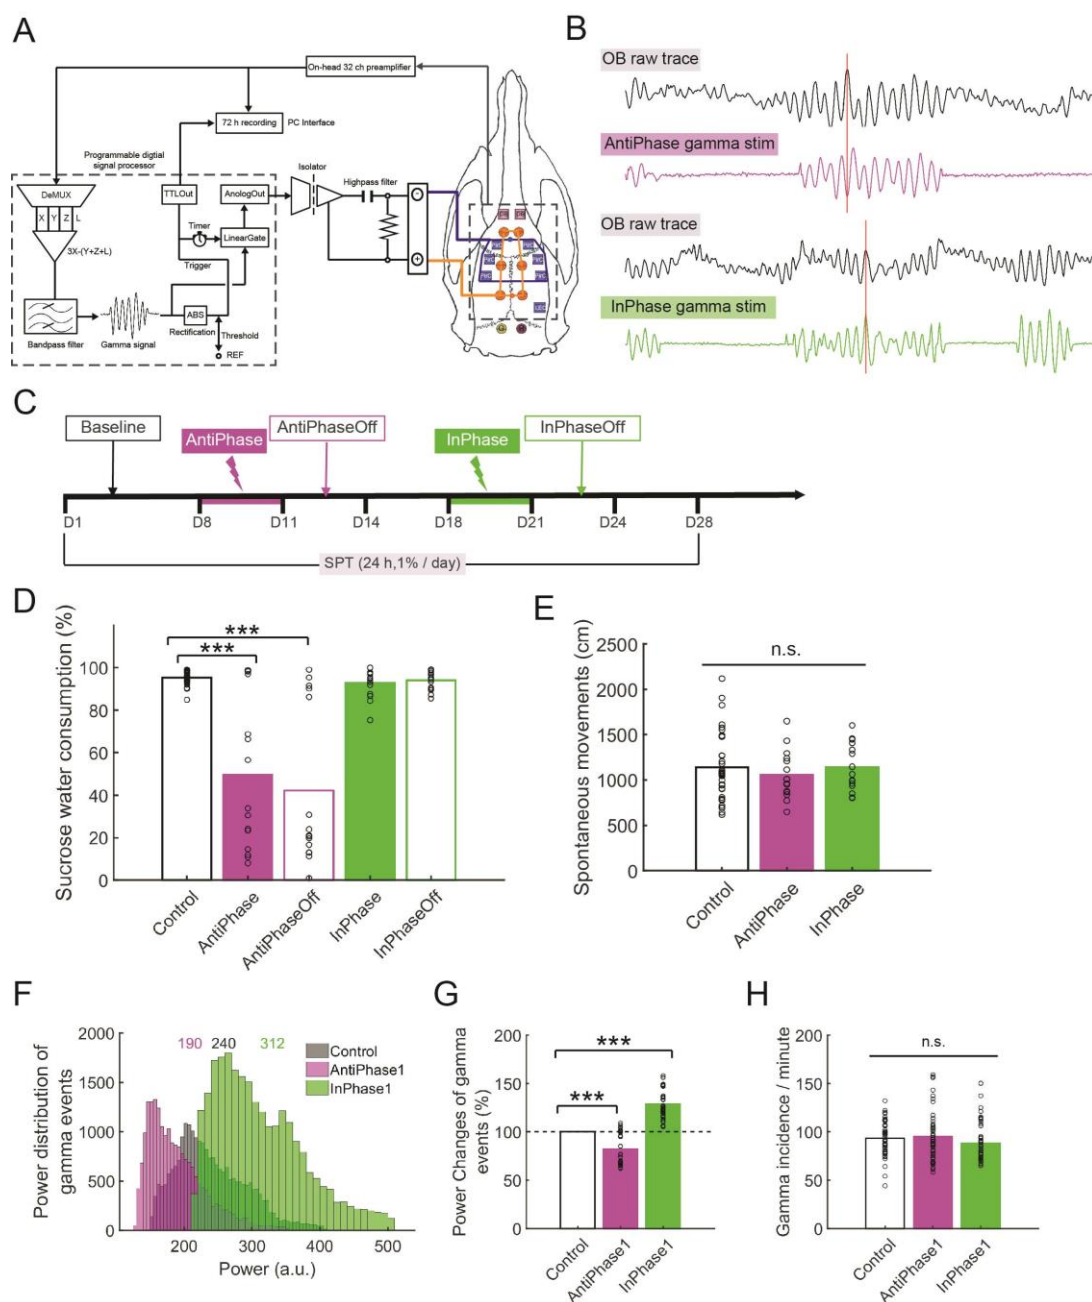 A
On-head 32 ch preamplifier
72 h recording
PC Interface
Programmable digtial
signal processor
DeMUX
X Y Z L
3X-(Y+Z+L)
TTLOut
AnologOut
Timer
LinearGate
Trigger
ABS
Rectification
Threshold
REF
Bandpass filter
Gamma signal
Isolator
Highpass filter
-
+
OB OB
B
OB raw trace
AntiPhase gamma stim
OB raw trace
InPhase gamma stim
C
Baseline
AntiPhase
AntiPhaseOff
InPhase
InPhaseOff
D1 D8 D11 D14 D18 D21 D24 D28
SPT (24 h,1% / day)
D
Sucrose water consumption (%)
100
80
60
40
20
0
***
***
Control
AntiPhase
AntiPhaseOff
InPhase
InPhaseOff
E
Spontaneous movements (cm)
2500
2000
1500
1000
500
0
n.s.
Control
AntiPhase
InPhase
F
Power distribution of
gamma events
2000
1500
1000
500
0
190 240 312
Control
AntiPhase1
InPhase1
200 300 400 500
Power (a.u.)
G
Power Changes of gamma
events (%)
200
150
100
50
0
***
***
Control
AntiPhase1
InPhase1
H
Gamma incidence / minute
200
150
100
50
0
n.s.
Control
AntiPhase1
InPhase1